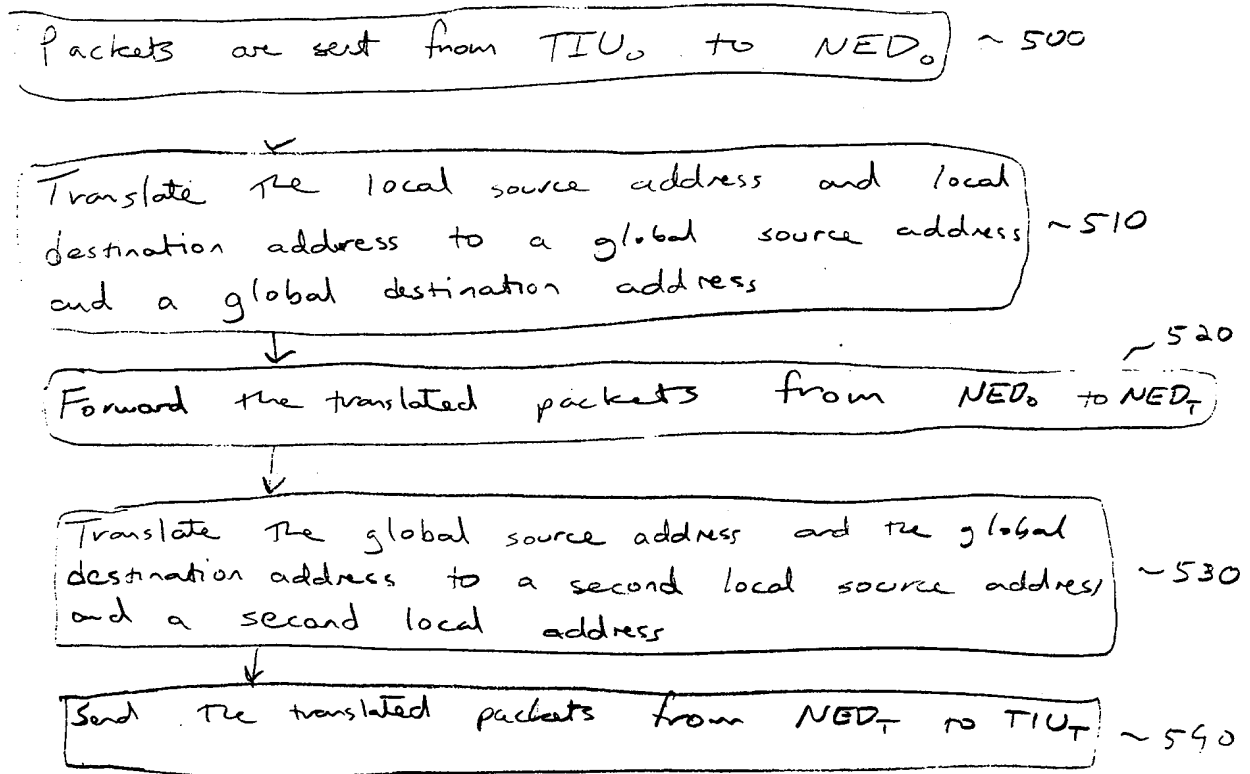 Packets are sent from TIU₀ to NED₀ ~ 500
Translate the local source address and local
destination address to a global source address ~ 510
and a global destination address
520
Forward the translated packets from NED₀ to NED_T
Translate the global source address and the global
destination address to a second local source address ~ 530
and a second local address
Send the translated packets from NED_T to TIU_T ~ 540